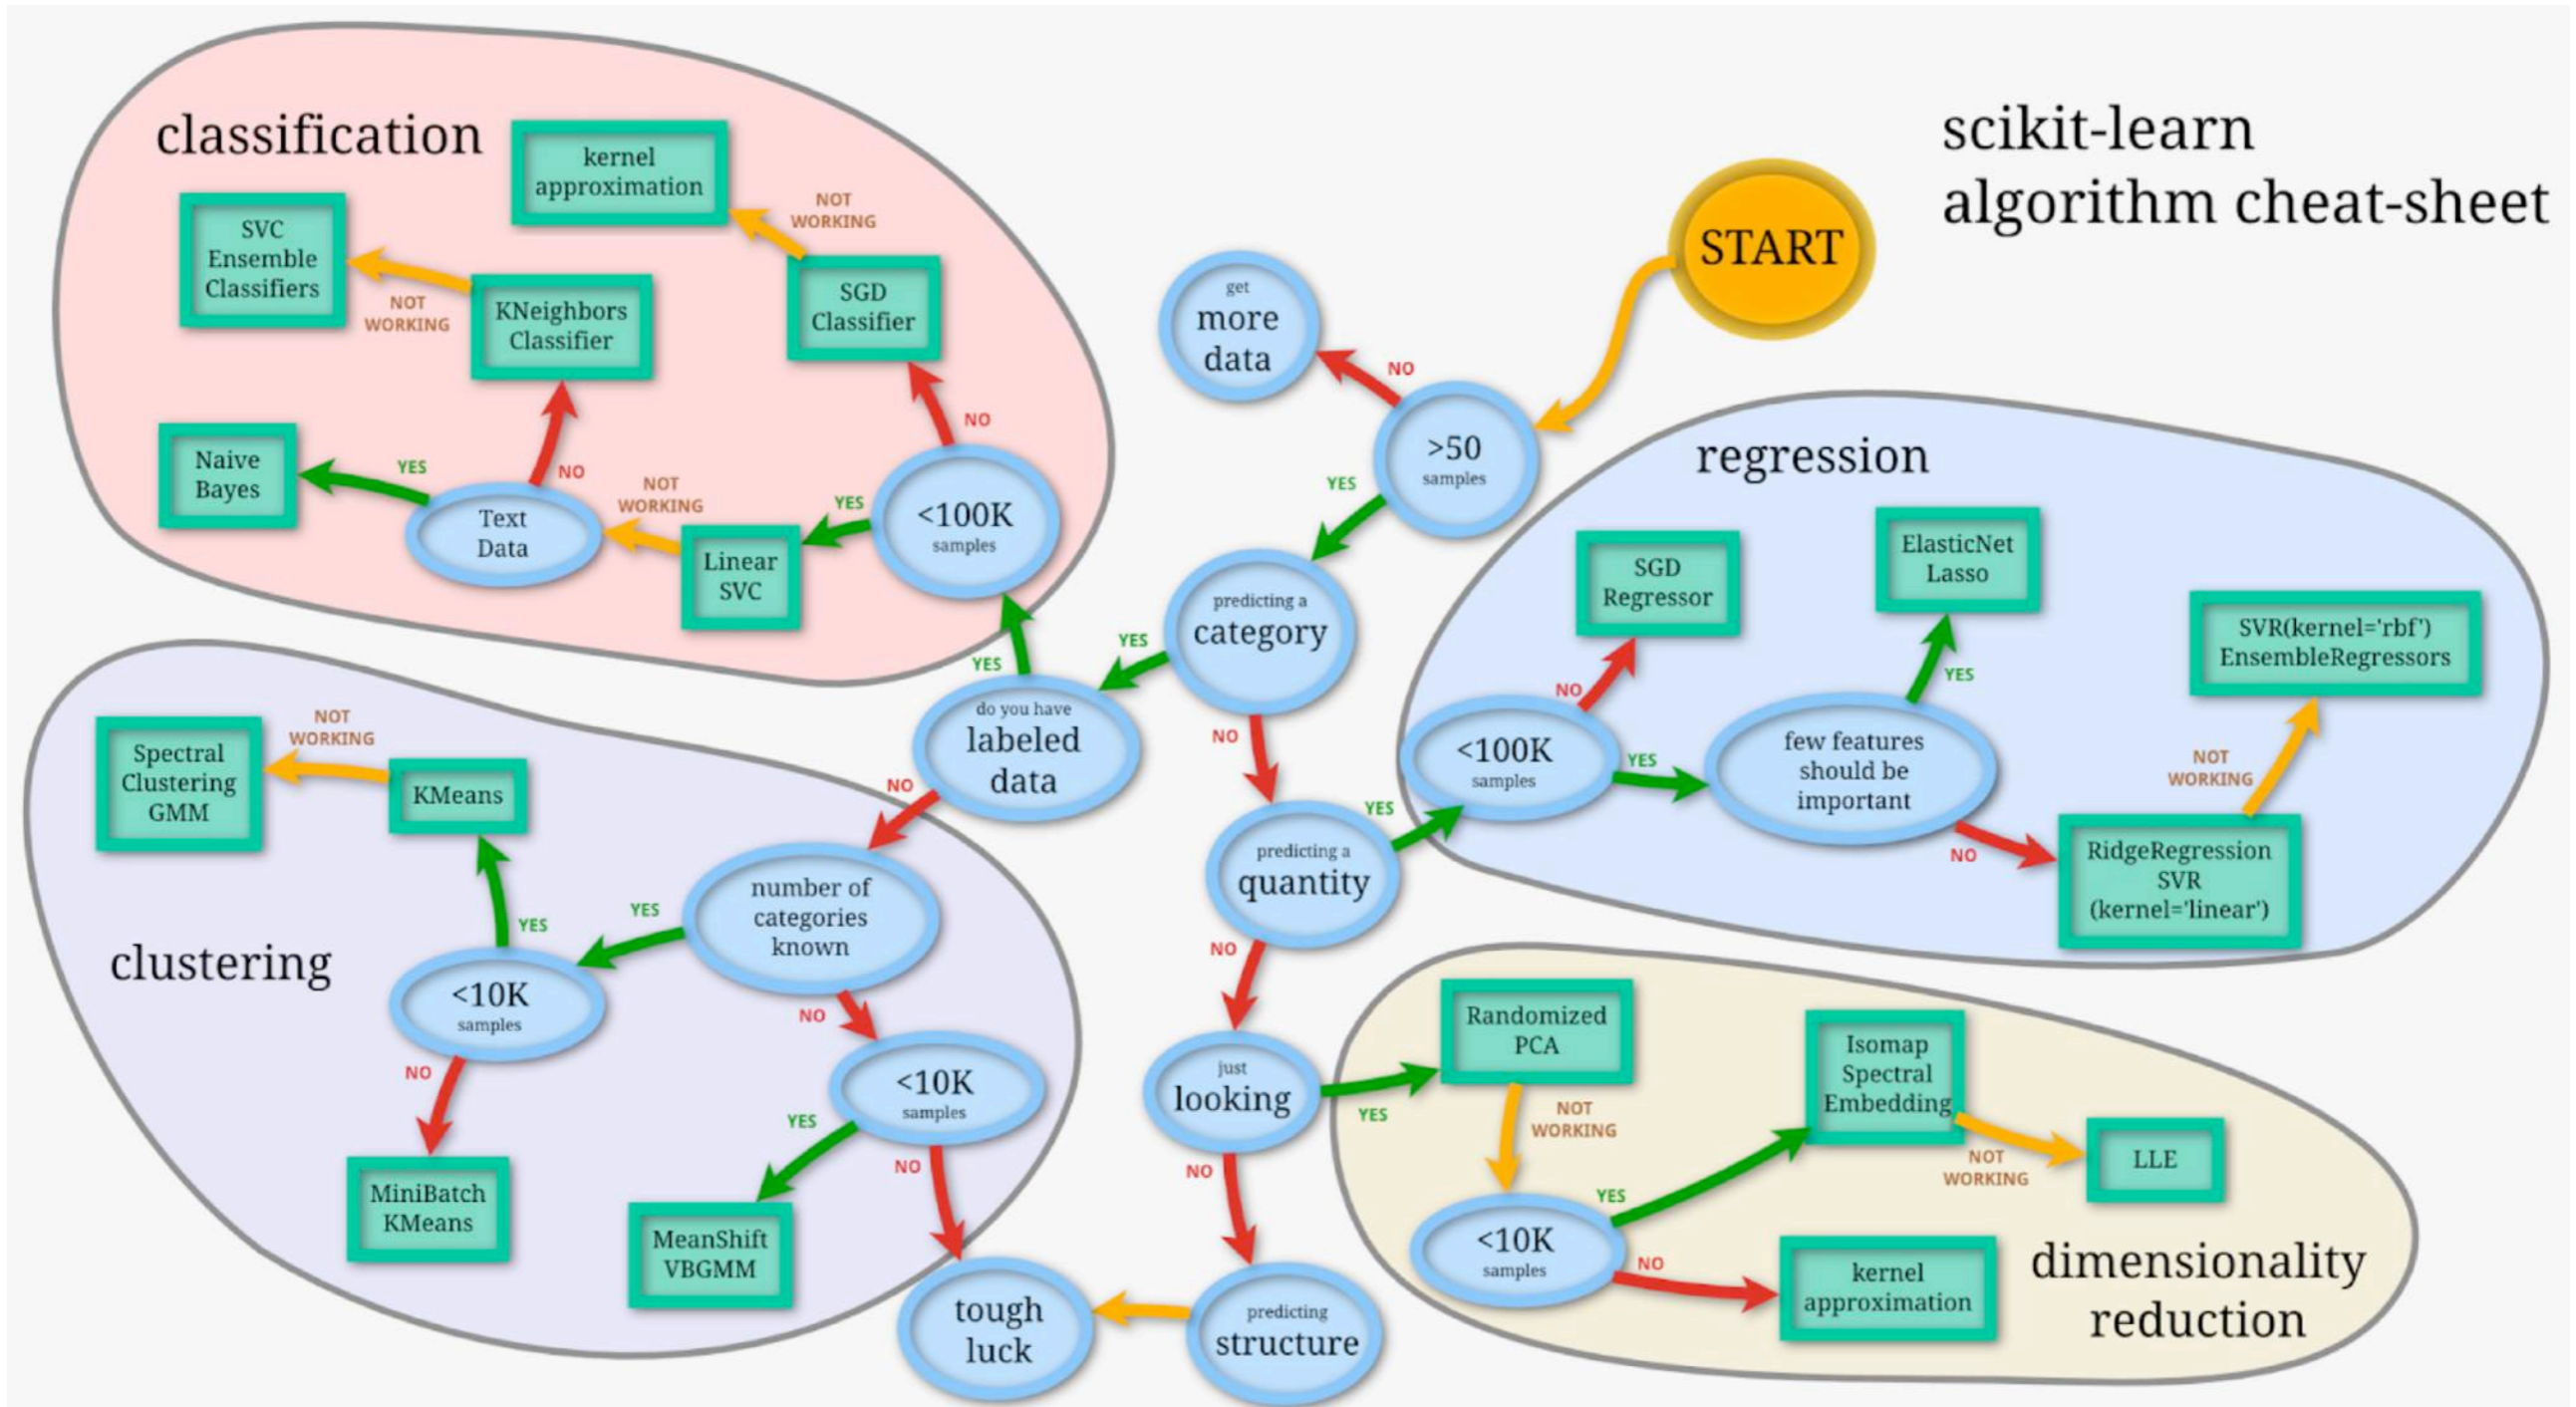 scikit-learn
algorithm cheat-sheet
START
classification
kernel
approximation
NOT
WORKING
SVC
Ensemble
Classifiers
NOT
WORKING
KNeighbors
Classifier
SGD
Classifier
NO
Naive
Bayes
YES
NO
Text
Data
NOT
WORKING
Linear
SVC
YES
<100K
samples
YES
get
more
data
NO
>50
samples
YES
predicting a
category
YES
NO
do you have
labeled
data
NO
predicting a
quantity
YES
NO
just
looking
YES
NO
predicting
structure
tough
luck
regression
SGD
Regressor
ElasticNet
Lasso
SVR(kernel='rbf')
EnsembleRegressors
NO
YES
<100K
samples
YES
few features
should be
important
NOT
WORKING
NO
RidgeRegression
SVR
(kernel='linear')
clustering
Spectral
Clustering
GMM
NOT
WORKING
KMeans
YES
<10K
samples
YES
number of
categories
known
NO
NO
<10K
samples
YES
NO
MiniBatch
KMeans
MeanShift
VBGMM
dimensionality
reduction
Randomized
PCA
NOT
WORKING
Isomap
Spectral
Embedding
NOT
WORKING
LLE
YES
<10K
samples
NO
kernel
approximation